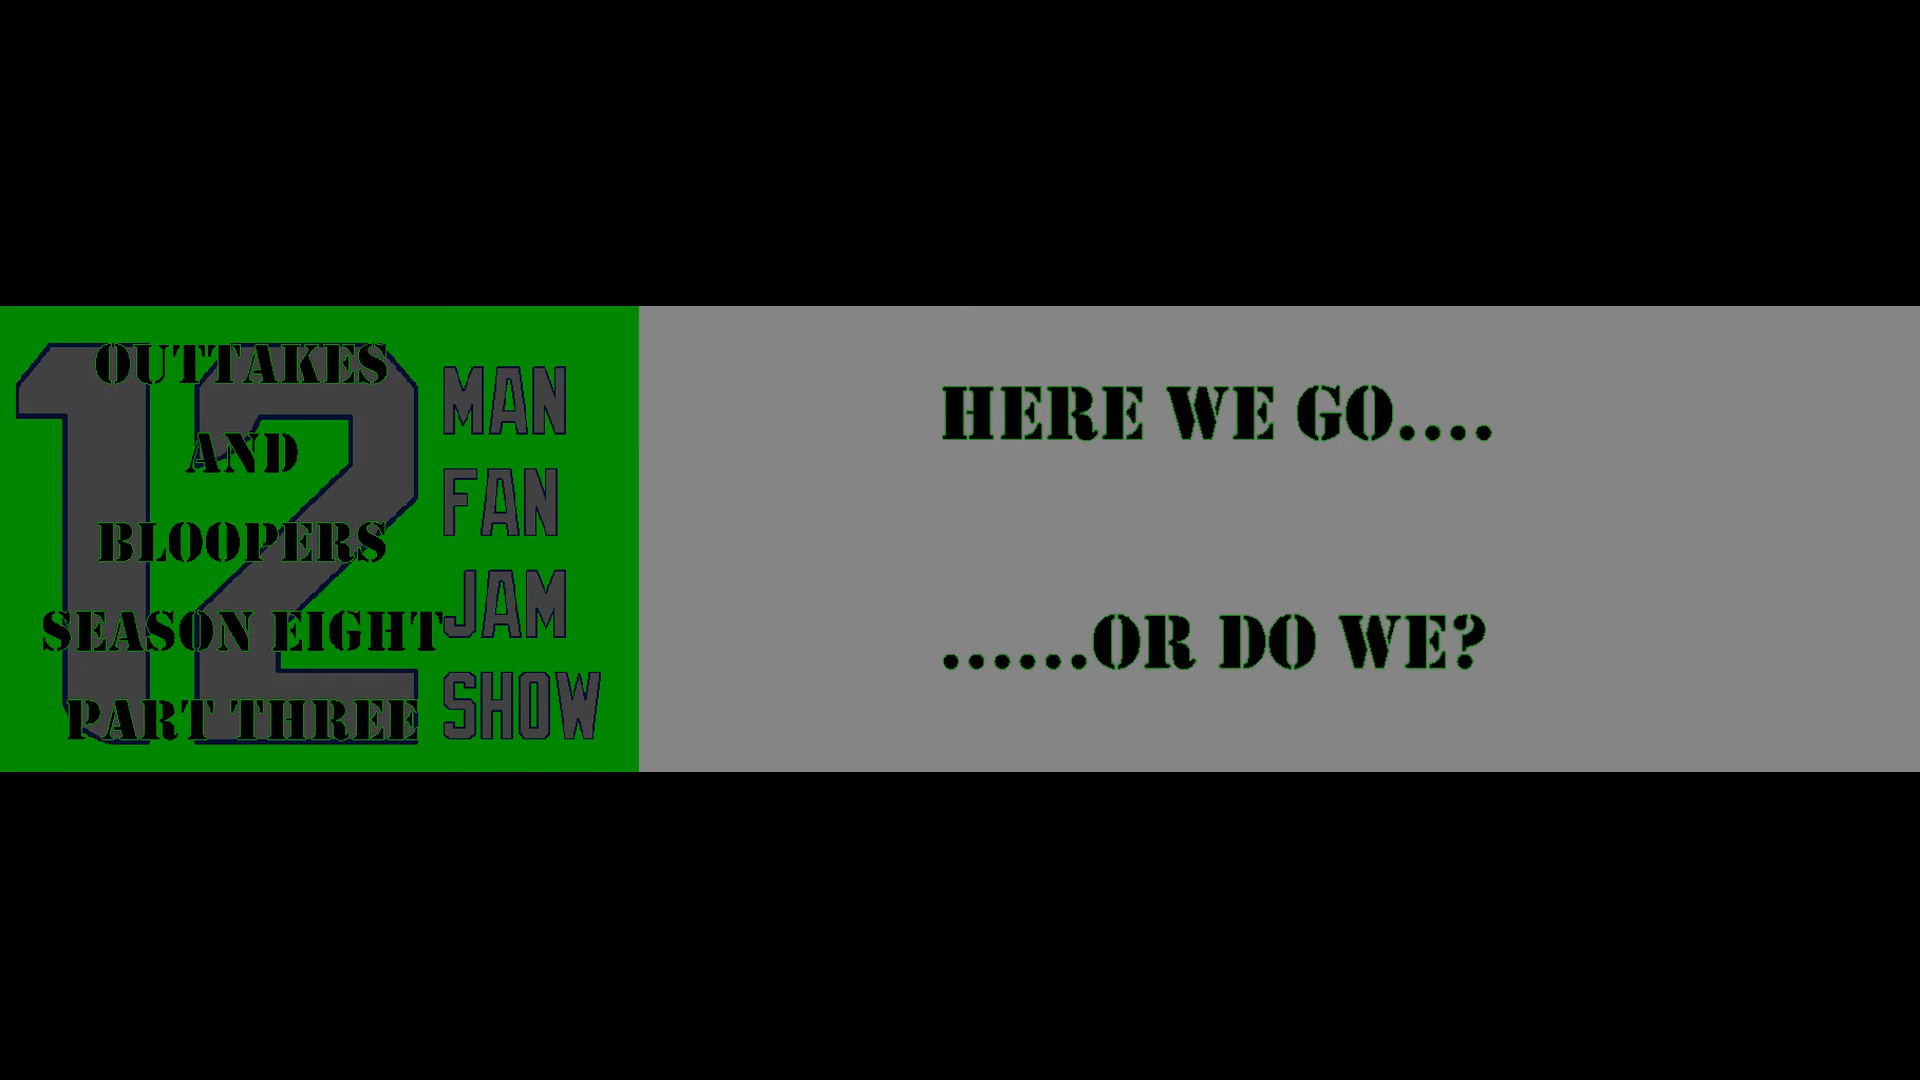 OUTTAKES
AND
BLOOPERS
SEASON EIGHT
PART THREE
12
MAN
FAN
JAM
SHOW
HERE WE GO....
......OR DO WE?